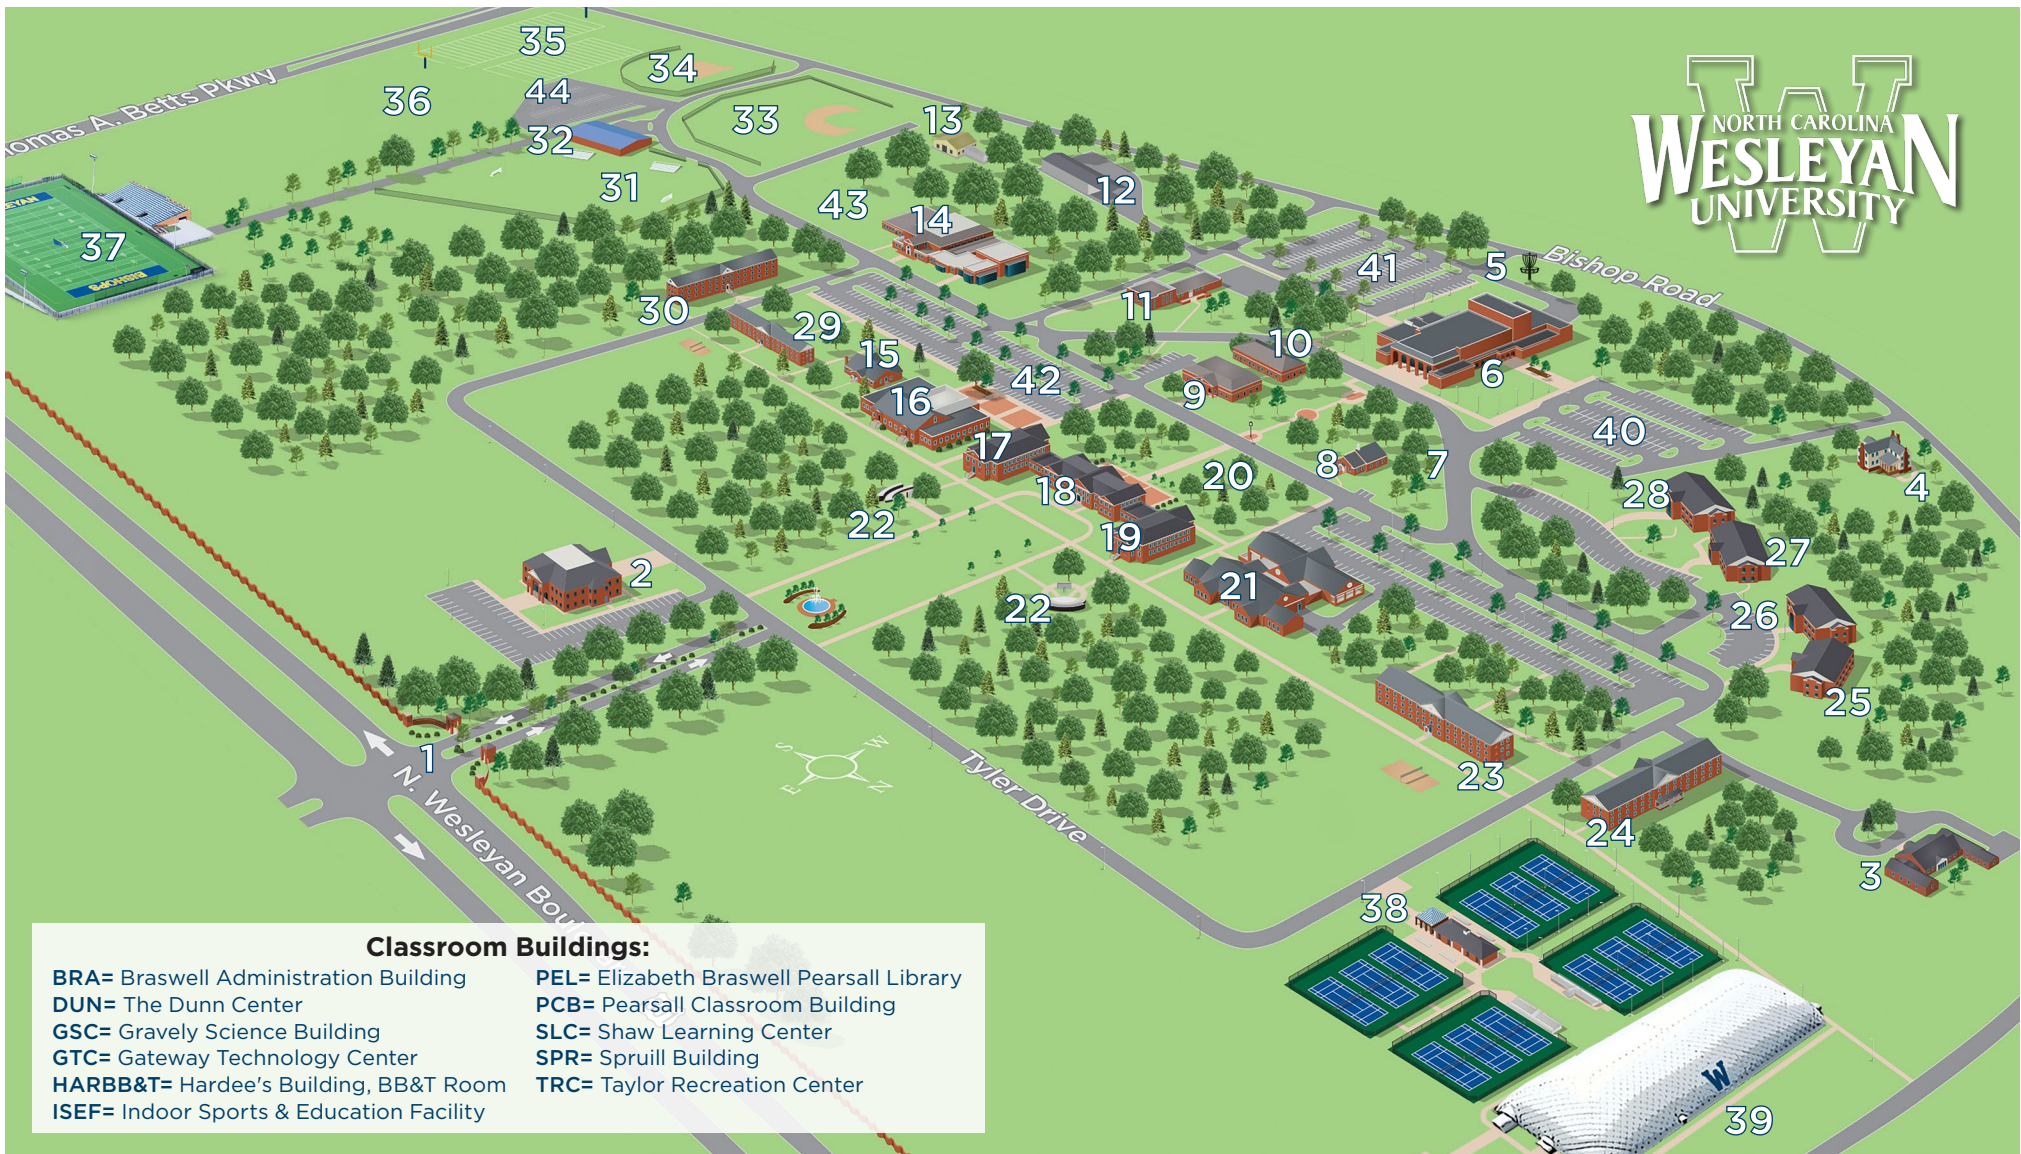 35
34
36
44
33
13
Thomas A. Betts Pkwy
32
31
12
43
14
37
NORTH CAROLINA
WESLEYAN
UNIVERSITY
WESLEYAN
BISHOPS
5
41
Bishop Road
30
11
29
15
10
42
9
6
16
40
17
8
7
20
4
18
28
22
19
27
2
21
22
26
25
1
N. Wesleyan
Tyler Drive
23
24
3
38
W
39
Classroom Buildings:
BRA= Braswell Administration Building
DUN= The Dunn Center
GSC= Gravely Science Building
GTC= Gateway Technology Center
HARBB&T= Hardee's Building, BB&T Room
ISEF= Indoor Sports & Education Facility
PEL= Elizabeth Braswell Pearsall Library
PCB= Pearsall Classroom Building
SLC= Shaw Learning Center
SPR= Spruill Building
TRC= Taylor Recreation Center
S
W
E
N